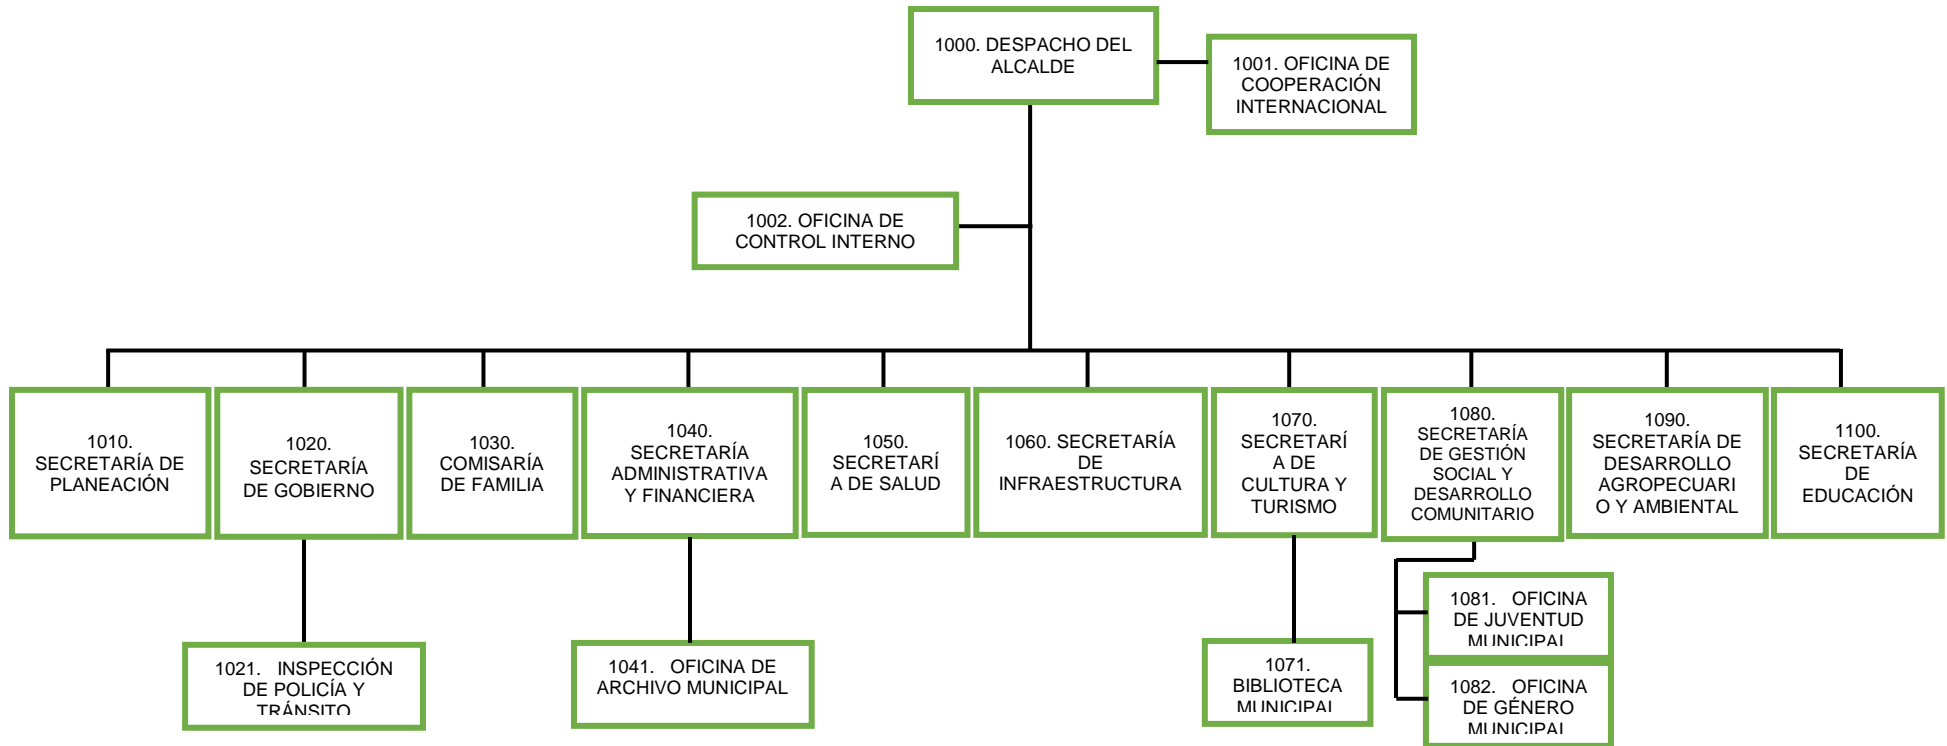 1000. DESPACHO DEL
ALCALDE
1001. OFICINA DE
COOPERACIÓN
INTERNACIONAL
1002. OFICINA DE
CONTROL INTERNO
1010.
SECRETARÍA DE
PLANEACIÓN
1020.
SECRETARÍA
DE GOBIERNO
1030.
COMISARÍA
DE FAMILIA
1040.
SECRETARÍA
ADMINISTRATIVA
Y FINANCIERA
1050.
SECRETARÍ
A DE SALUD
1060. SECRETARÍA
DE
INFRAESTRUCTURA
1070.
SECRETARÍ
A DE
CULTURA Y
TURISMO
1080.
SECRETARÍA
DE GESTIÓN
SOCIAL Y
DESARROLLO
COMUNITARIO
1090.
SECRETARÍA DE
DESARROLLO
AGROPECUARI
O Y AMBIENTAL
1100.
SECRETARÍA
DE
EDUCACIÓN
1021. INSPECCIÓN
DE POLICÍA Y
TRÁNSITO
1041. OFICINA DE
ARCHIVO MUNICIPAL
1071.
BIBLIOTECA
MUNICIPAL
1081. OFICINA
DE JUVENTUD
MUNICIPAL
1082. OFICINA
DE GÉNERO
MUNICIPAL